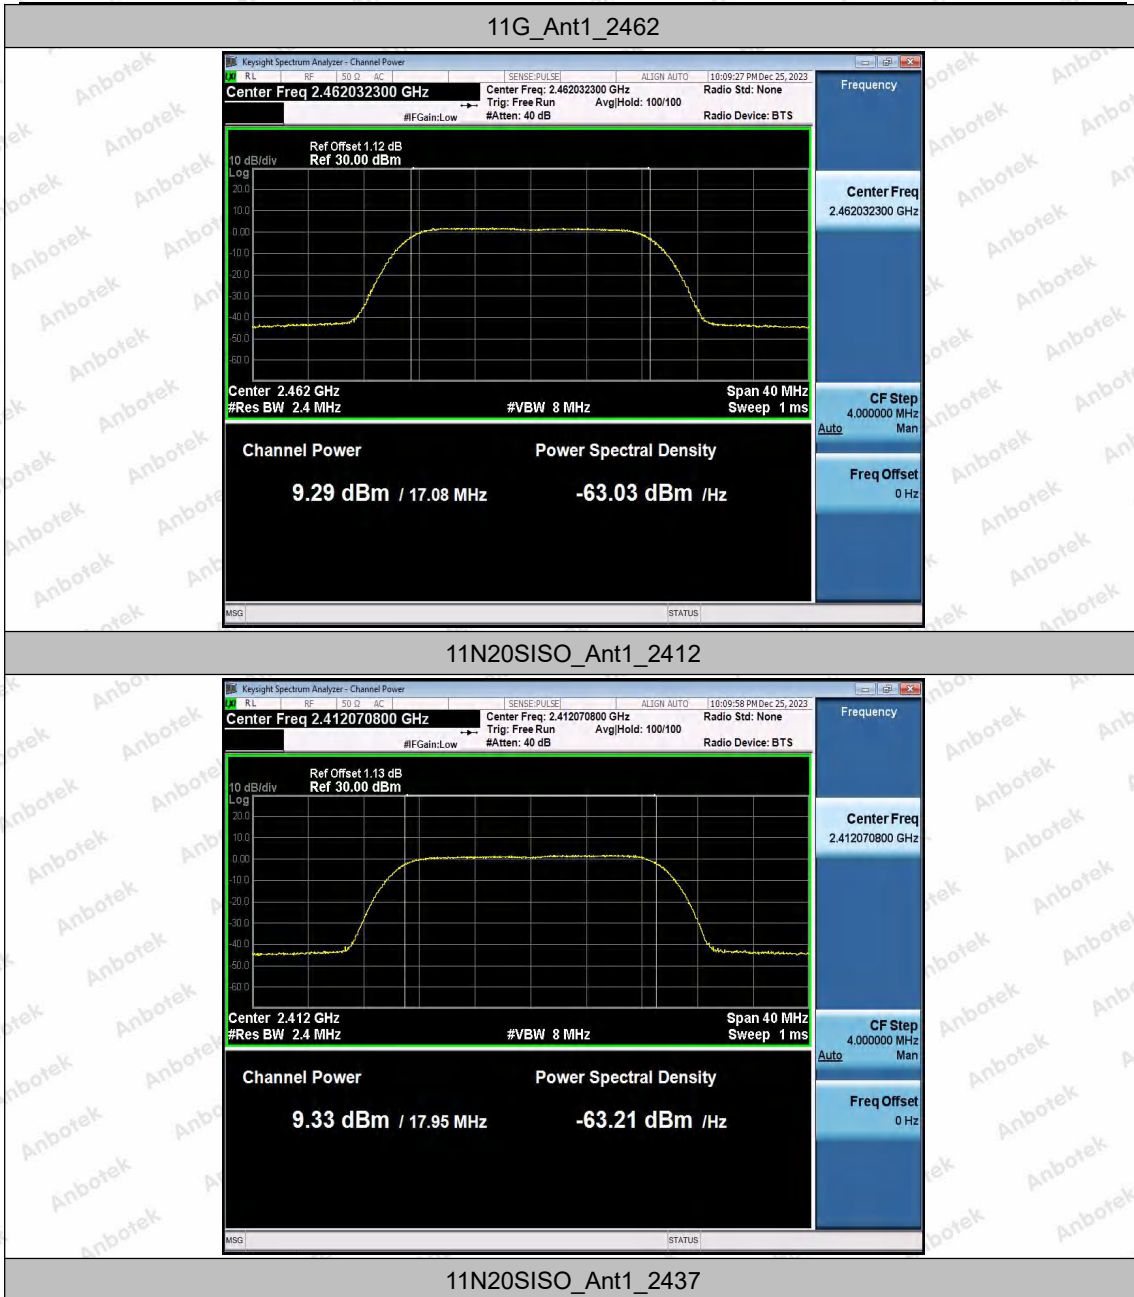 11G_Ant1_2462
Keysight Spectrum Analyzer - Channel Power
LXI RL RF 50 Ω AC SENSE:PULSE ALIGN AUTO 10:09:27 PM Dec 25, 2023
Center Freq 2.462032300 GHz
Center Freq: 2.462032300 GHz
Radio Std: None
Trig: Free Run Avg|Hold: 100/100
#IFGain:Low #Atten: 40 dB Radio Device: BTS
Frequency
Ref Offset 1.12 dB
10 dB/div Ref 30.00 dBm
Log
20.0
10.0
0.00
-10.0
-20.0
-30.0
-40.0
-50.0
-60.0
Center Freq
2.462032300 GHz
Center 2.462 GHz Span 40 MHz
#Res BW 2.4 MHz #VBW 8 MHz Sweep 1 ms
CF Step
4.000000 MHz
Auto Man
Channel Power Power Spectral Density
9.29 dBm / 17.08 MHz -63.03 dBm /Hz
Freq Offset
0 Hz
MSG STATUS
11N20SISO_Ant1_2412
Keysight Spectrum Analyzer - Channel Power
LXI RL RF 50 Ω AC SENSE:PULSE ALIGN AUTO 10:09:58 PM Dec 25, 2023
Center Freq 2.412070800 GHz
Center Freq: 2.412070800 GHz
Radio Std: None
Trig: Free Run Avg|Hold: 100/100
#IFGain:Low #Atten: 40 dB Radio Device: BTS
Frequency
Ref Offset 1.13 dB
10 dB/div Ref 30.00 dBm
Log
20.0
10.0
0.00
-10.0
-20.0
-30.0
-40.0
-50.0
-60.0
Center Freq
2.412070800 GHz
Center 2.412 GHz Span 40 MHz
#Res BW 2.4 MHz #VBW 8 MHz Sweep 1 ms
CF Step
4.000000 MHz
Auto Man
Channel Power Power Spectral Density
9.33 dBm / 17.95 MHz -63.21 dBm /Hz
Freq Offset
0 Hz
MSG STATUS
11N20SISO_Ant1_2437
Anbotek